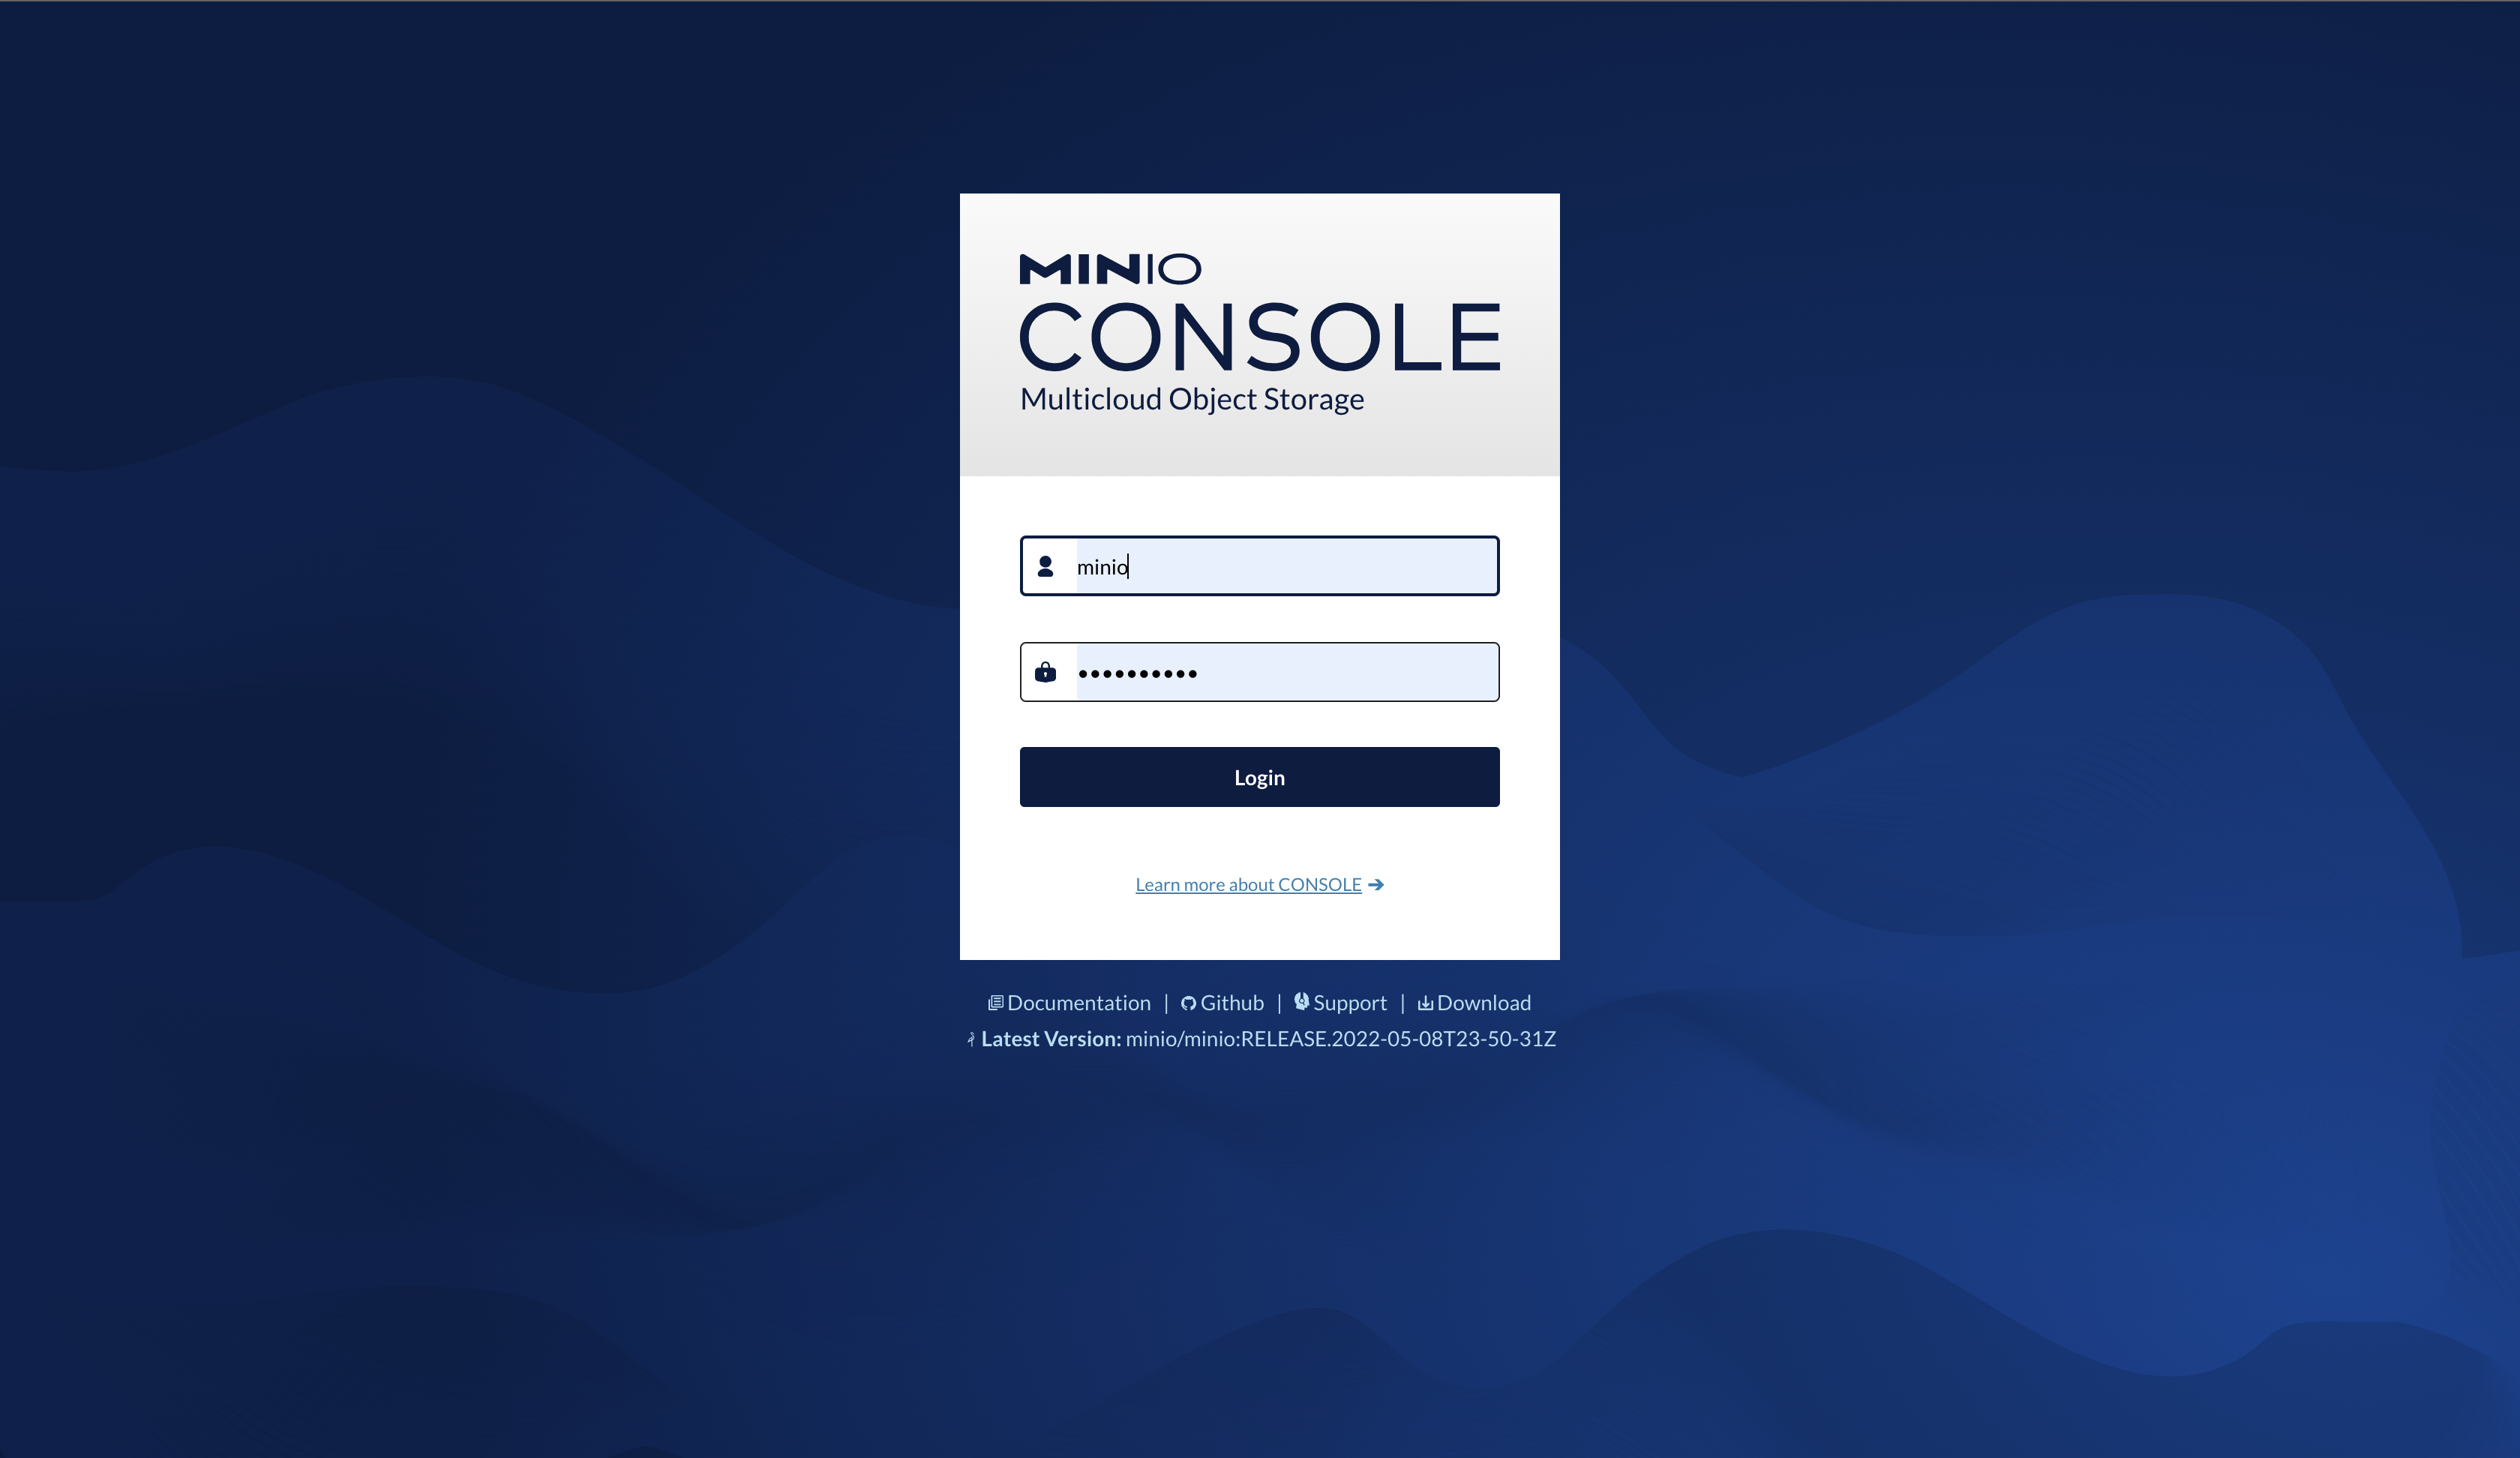 MINIO
CONSOLE
Multicloud Object Storage
minio
••••••••••
Login
Learn more about CONSOLE ➔
Documentation | Github | Support | Download
Latest Version: minio/minio:RELEASE.2022-05-08T23-50-31Z